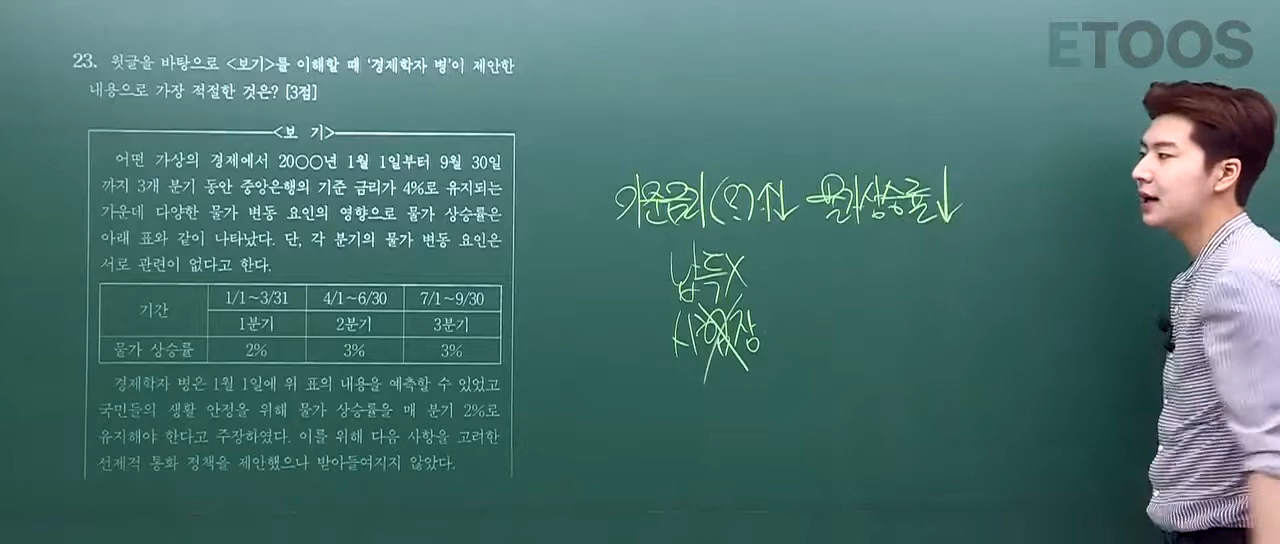 ETOOS
23. 윗글을 바탕으로 <보기>를 이해할 때 '경제학자 병'이 제안한
내용으로 가장 적절한 것은? [3점]
<보 기>
어떤 가상의 경제에서 20○○년 1월 1일부터 9월 30일
까지 3개 분기 동안 중앙은행의 기준 금리가 4%로 유지되는
가운데 다양한 물가 변동 요인의 영향으로 물가 상승률은
아래 표와 같이 나타났다. 단, 각 분기의 물가 변동 요인은
서로 관련이 없다고 한다.
기간 1/1~3/31 4/1~6/30 7/1~9/30
1분기 2분기 3분기
물가 상승률 2% 3% 3%
경제학자 병은 1월 1일에 위 표의 내용을 예측할 수 있었고
국민들의 생활 안정을 위해 물가 상승률을 매 분기 2%로
유지해야 한다고 주장하였다. 이를 위해 다음 사항을 고려한
선제적 통화 정책을 제안했으나 받아들여지지 않았다.
기준금리 물가상승률↓
납득X